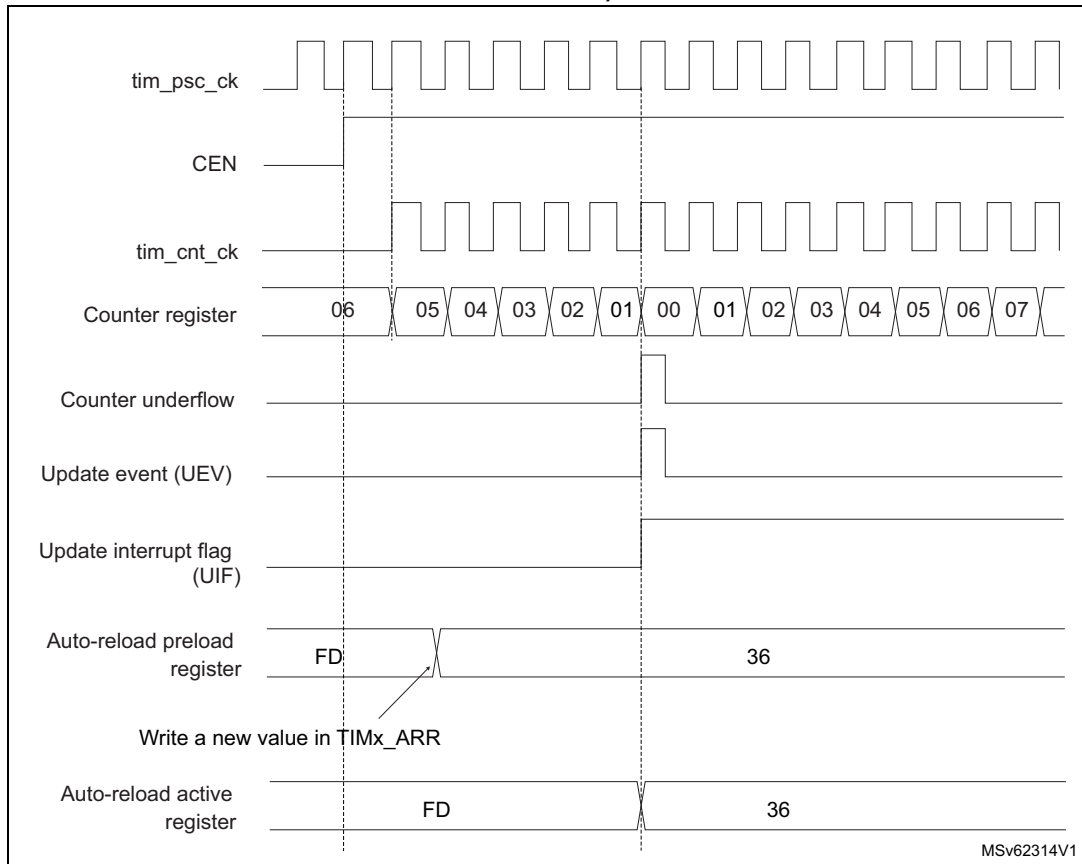 tim_psc_ck
CEN
tim_cnt_ck
Counter register 06 05 04 03 02 01 00 01 02 03 04 05 06 07
Counter underflow
Update event (UEV)
Update interrupt flag
(UIF)
Auto-reload preload
register
FD 36
Write a new value in TIMx_ARR
Auto-reload active
register
FD 36
MSv62314V1